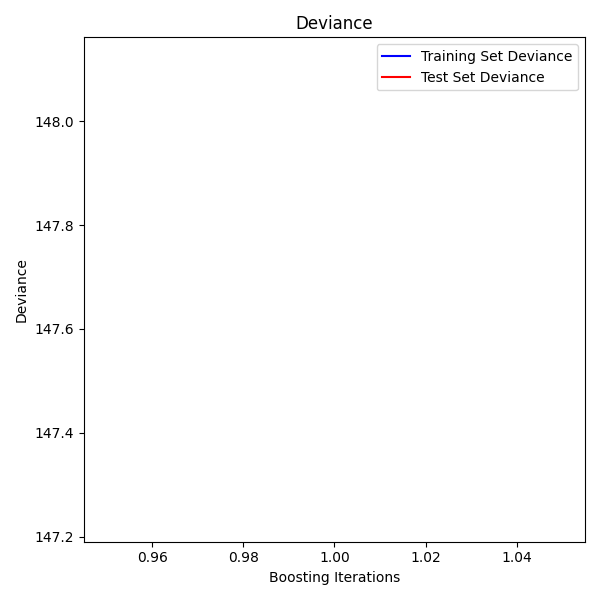 Deviance
Training Set Deviance
Test Set Deviance
148.0
147.8
147.6
147.4
147.2
Deviance
0.96 0.98 1.00 1.02 1.04
Boosting Iterations